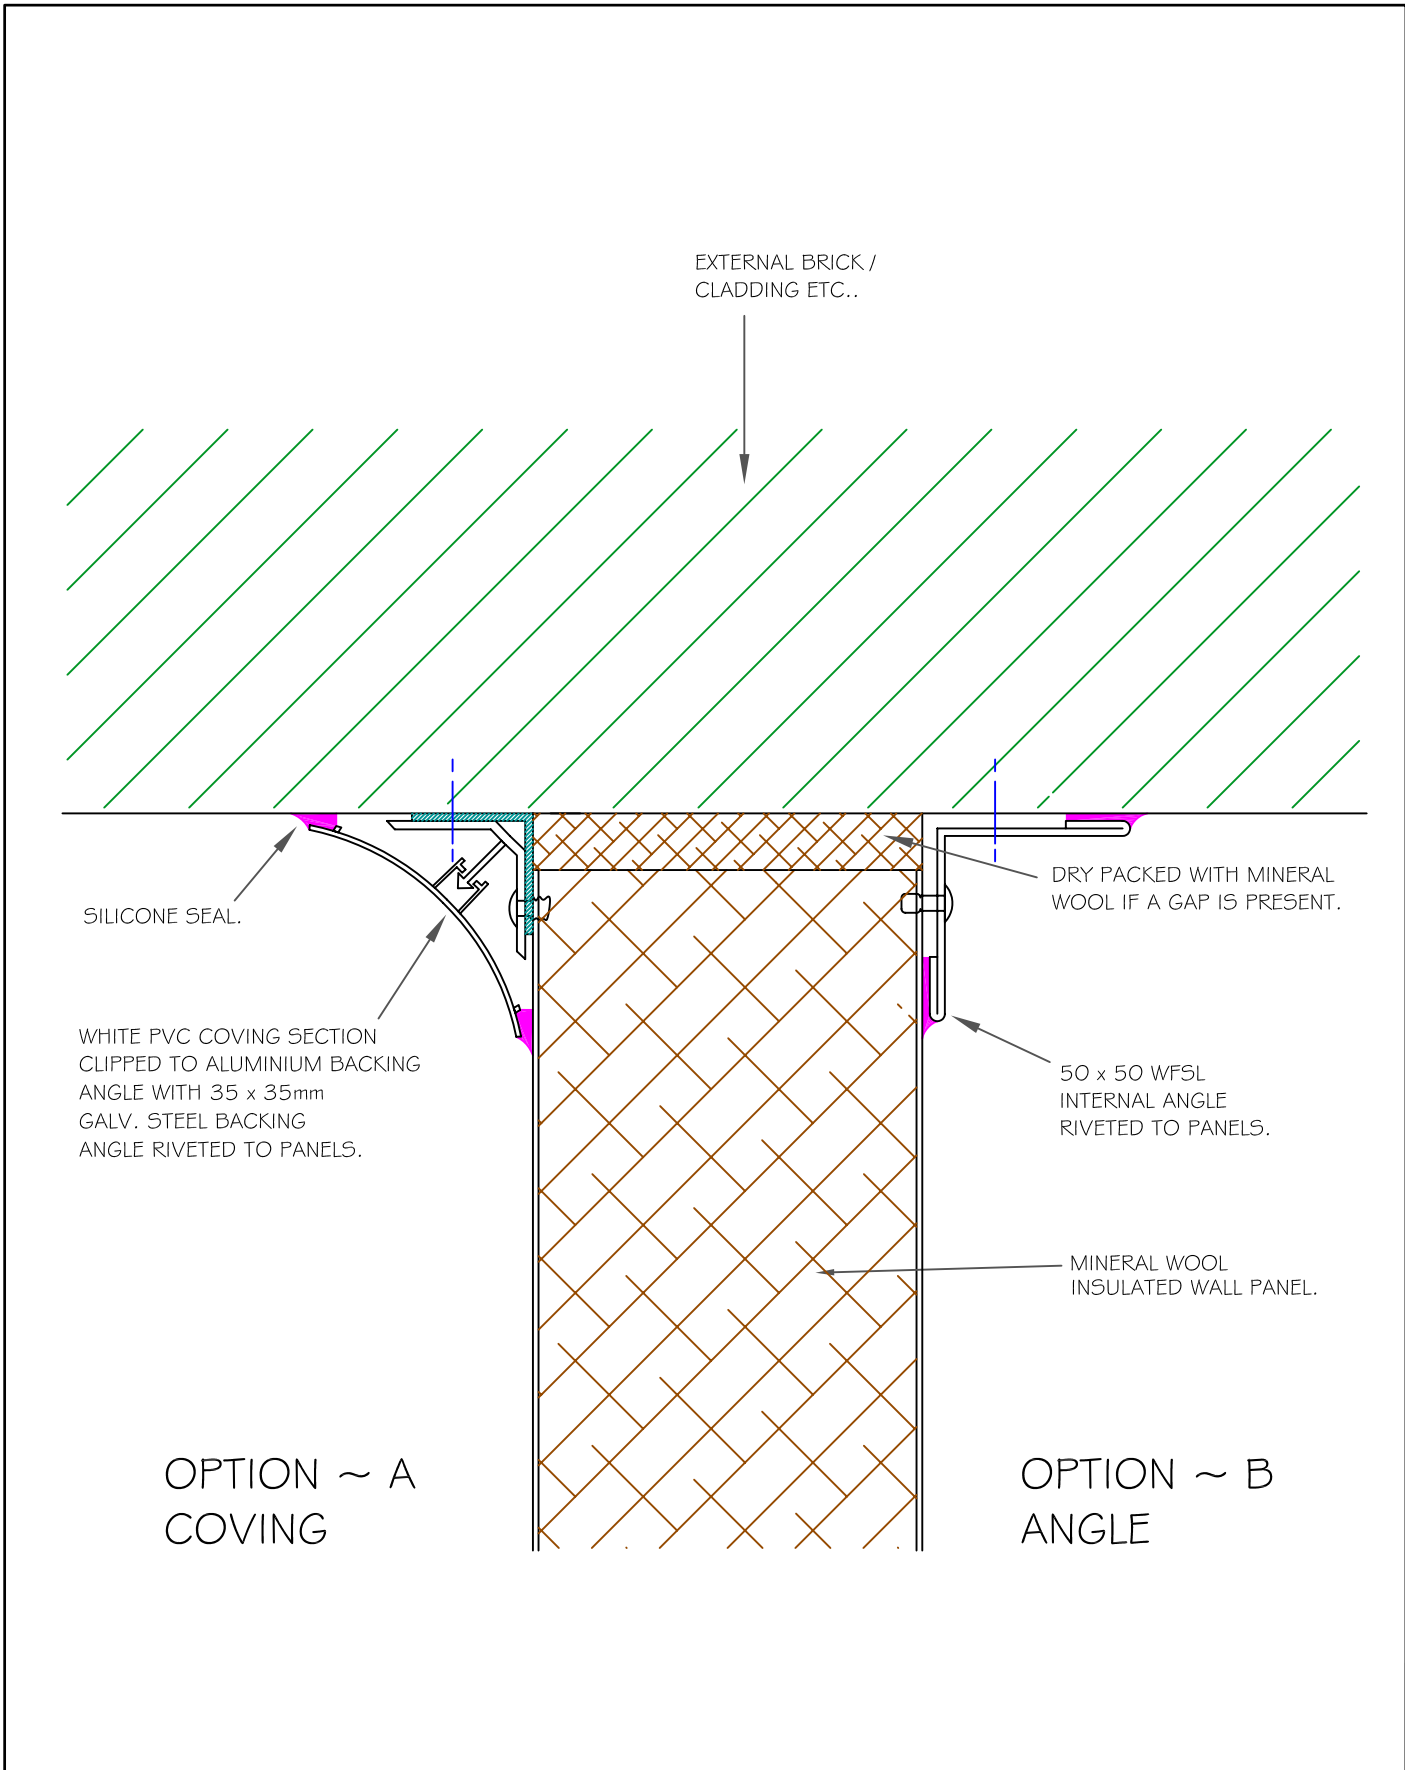 EXTERNAL BRICK /
CLADDING ETC..
SILICONE SEAL.
DRY PACKED WITH MINERAL
WOOL IF A GAP IS PRESENT.
WHITE PVC COVING SECTION
CLIPPED TO ALUMINIUM BACKING
ANGLE WITH 35 x 35mm
GALV. STEEL BACKING
ANGLE RIVETED TO PANELS.
50 x 50 WFSL
INTERNAL ANGLE
RIVETED TO PANELS.
MINERAL WOOL
INSULATED WALL PANEL.
OPTION ~ A
COVING
OPTION ~ B
ANGLE